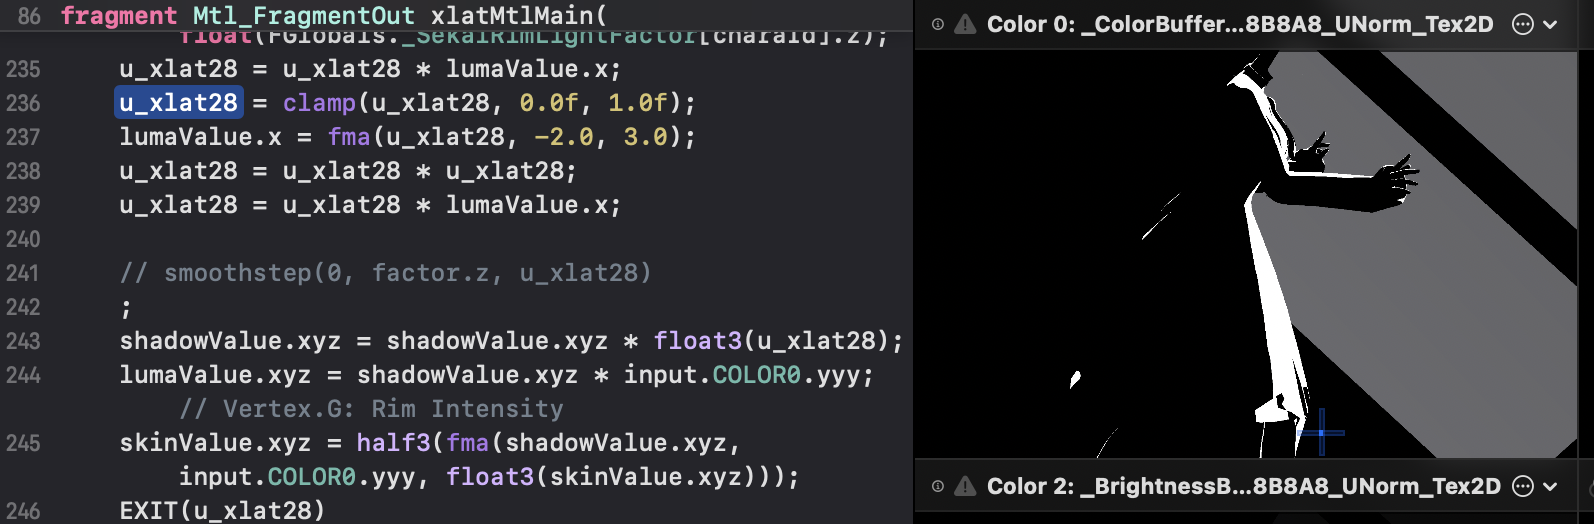 86 fragment Mtl_FragmentOut xlatMtlMain(
float(FGlobals._SekaiRimLightFactor[charaId].z);
235 u_xlat28 = u_xlat28 * lumaValue.x;
236 u_xlat28 = clamp(u_xlat28, 0.0f, 1.0f);
237 lumaValue.x = fma(u_xlat28, −2.0, 3.0);
238 u_xlat28 = u_xlat28 * u_xlat28;
239 u_xlat28 = u_xlat28 * lumaValue.x;
240
241 // smoothstep(0, factor.z, u_xlat28)
242 ;
243 shadowValue.xyz = shadowValue.xyz * float3(u_xlat28);
244 lumaValue.xyz = shadowValue.xyz * input.COLOR0.yyy;
// Vertex.G: Rim Intensity
245 skinValue.xyz = half3(fma(shadowValue.xyz,
input.COLOR0.yyy, float3(skinValue.xyz)));
246 EXIT(u_xlat28)
Color 0: _ColorBuffer...8B8A8_UNorm_Tex2D
Color 2: _BrightnessB...8B8A8_UNorm_Tex2D